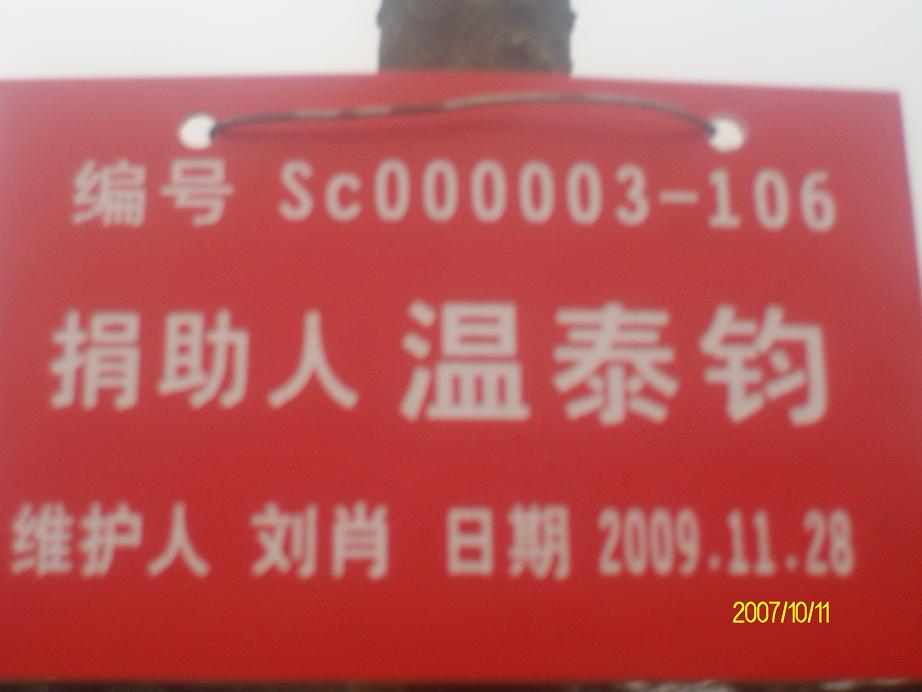 编号 Sc000003-106
捐助人 温泰钧
维护人 刘肖 日期 2009.11.28
2007/10/11